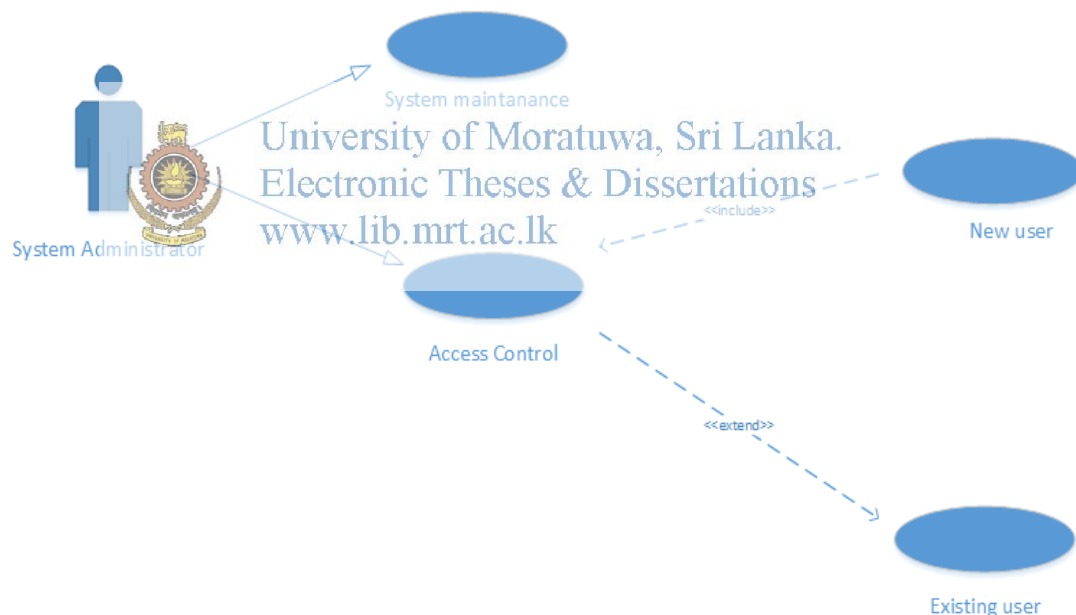 System maintanance
University of Moratuwa, Sri Lanka.
Electronic Theses & Dissertations
www.lib.mrt.ac.lk
<<include>>
New user
System Administrator
Access Control
<<extend>>
Existing user